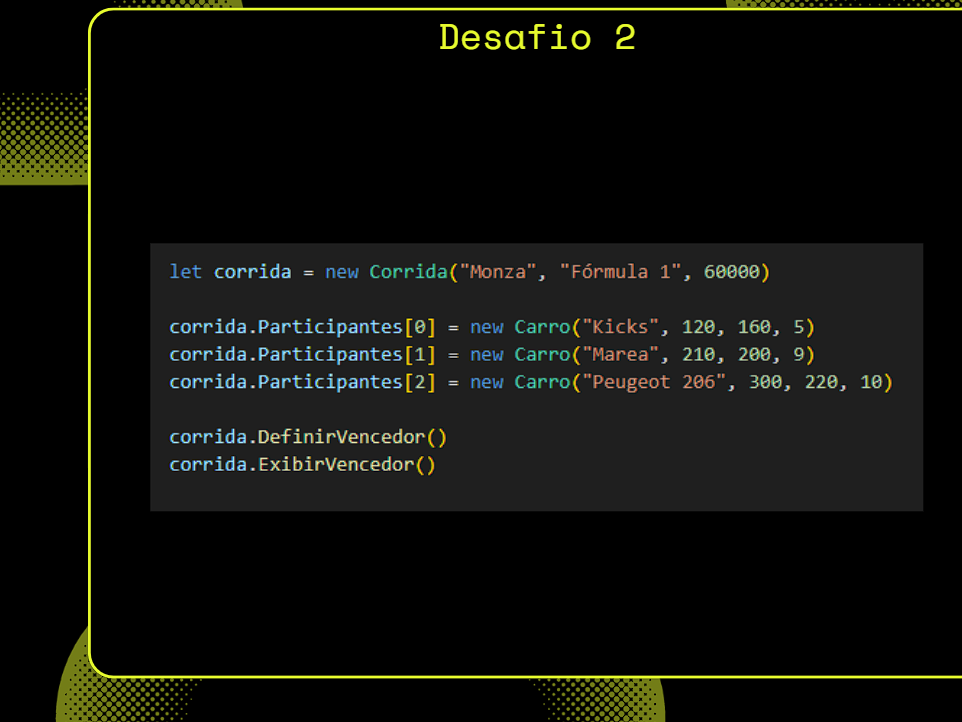 Desafio 2
let corrida = new Corrida("Monza", "Fórmula 1", 60000)
corrida.Participantes[0] = new Carro("Kicks", 120, 160, 5)
corrida.Participantes[1] = new Carro("Marea", 210, 200, 9)
corrida.Participantes[2] = new Carro("Peugeot 206", 300, 220, 10)
corrida.DefinirVencedor()
corrida.ExibirVencedor()